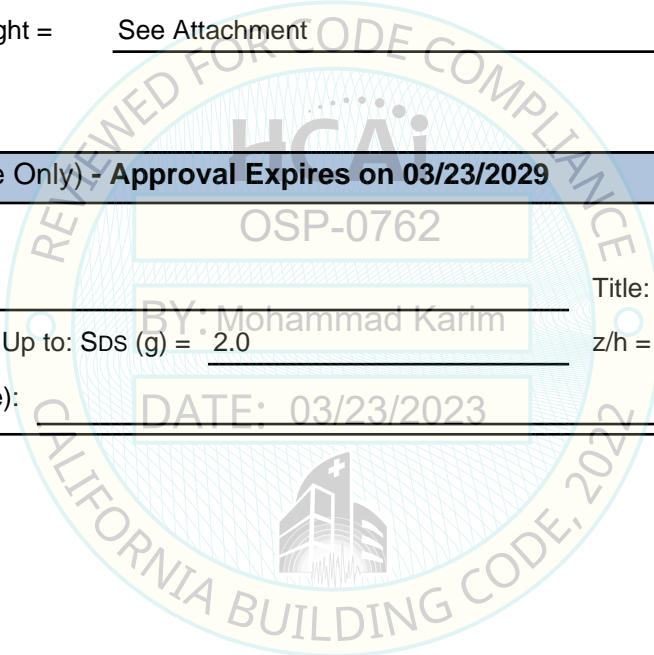 ght = See Attachment
REVIEWED FOR CODE COMPLIANCE
HCAi
e Only) - Approval Expires on 03/23/2029
OSP-0762
Title:
BY: Mohammad Karim
Up to: SDS (g) = 2.0 z/h =
e):
DATE: 03/23/2023
CALIFORNIA BUILDING CODE, 2022